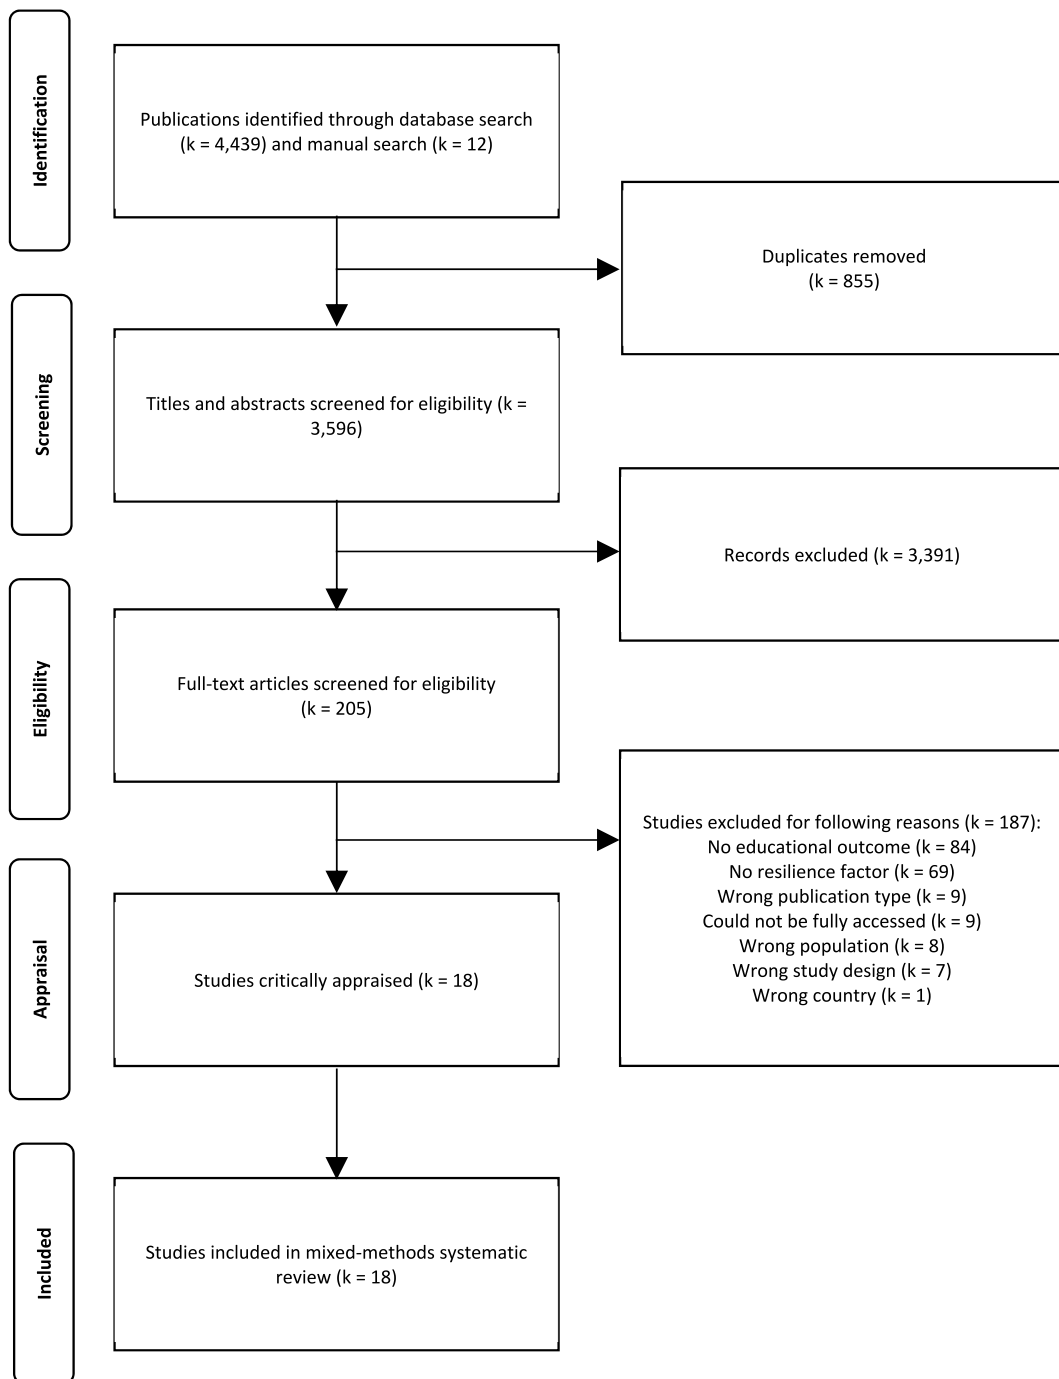 Identification
Publications identified through database search
(k = 4,439) and manual search (k = 12)
Duplicates removed
(k = 855)
Screening
Titles and abstracts screened for eligibility (k =
3,596)
Records excluded (k = 3,391)
Eligibility
Full-text articles screened for eligibility
(k = 205)
Studies excluded for following reasons (k = 187):
No educational outcome (k = 84)
No resilience factor (k = 69)
Wrong publication type (k = 9)
Could not be fully accessed (k = 9)
Wrong population (k = 8)
Wrong study design (k = 7)
Wrong country (k = 1)
Appraisal
Studies critically appraised (k = 18)
Included
Studies included in mixed-methods systematic
review (k = 18)